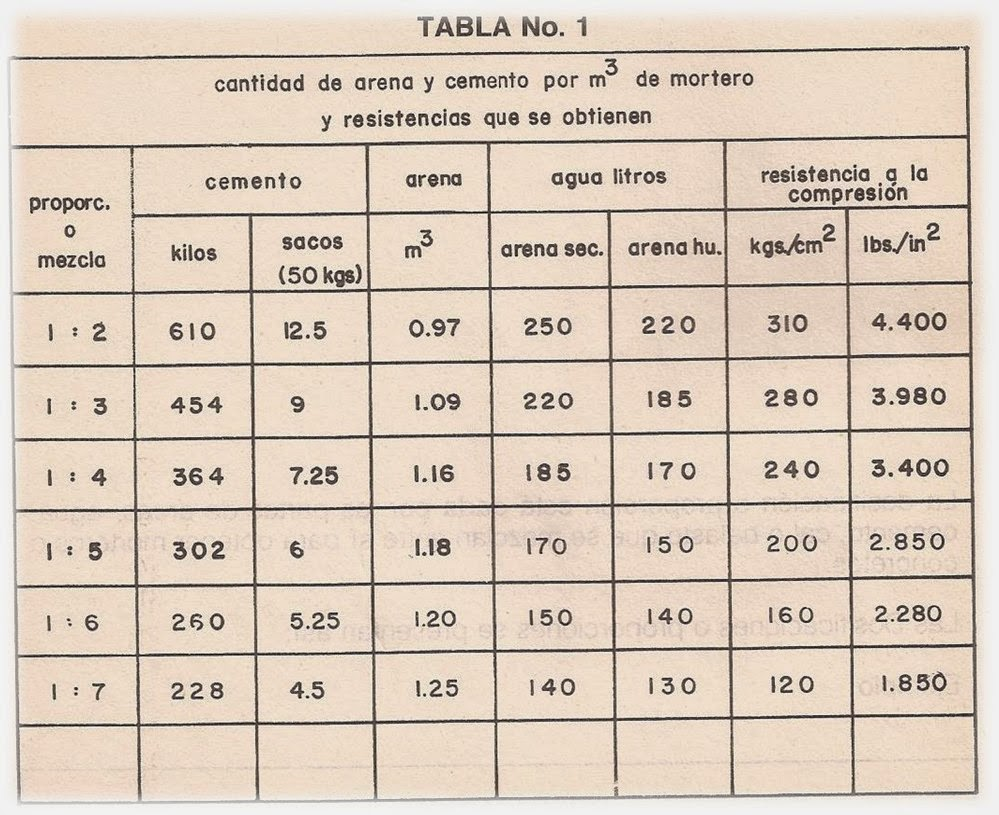 TABLA No. 1
cantidad de arena y cemento por m3 de mortero
y resistencias que se obtienen
proporc. o mezcla cemento arena agua litros resistencia a la compresión
kilos sacos (50 kgs) m3 arena sec. arena hu. kgs./cm2 lbs./in2
1 : 2 610 12.5 0.97 250 220 310 4.400
1 : 3 454 9 1.09 220 185 280 3.980
1 : 4 364 7.25 1.16 185 170 240 3.400
1 : 5 302 6 1.18 170 150 200 2.850
1 : 6 260 5.25 1.20 150 140 160 2.280
1 : 7 228 4.5 1.25 140 130 120 1.850